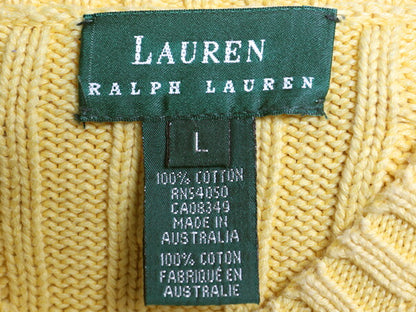 LAUREN
RALPH LAUREN
L
100% COTTON
RN54050
CA08349
MADE IN
AUSTRALIA
100% COTON
FABRIQUÉ EN
AUSTRALIE